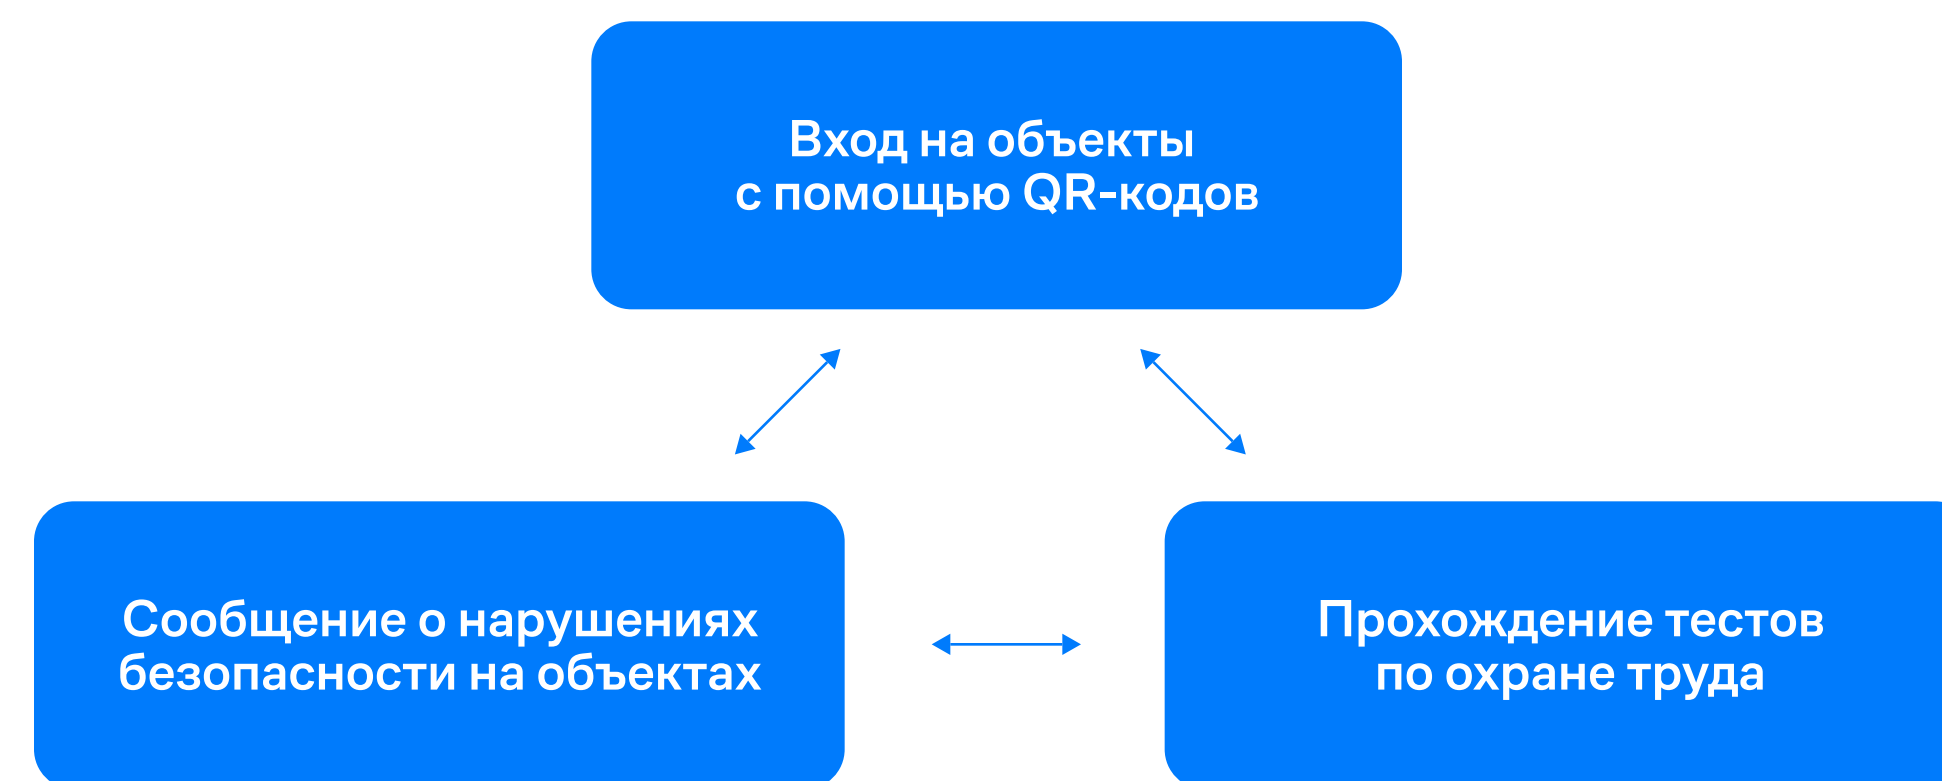 Вход на объекты
с помощью QR-кодов
Сообщение о нарушениях
безопасности на объектах
Прохождение тестов
по охране труда